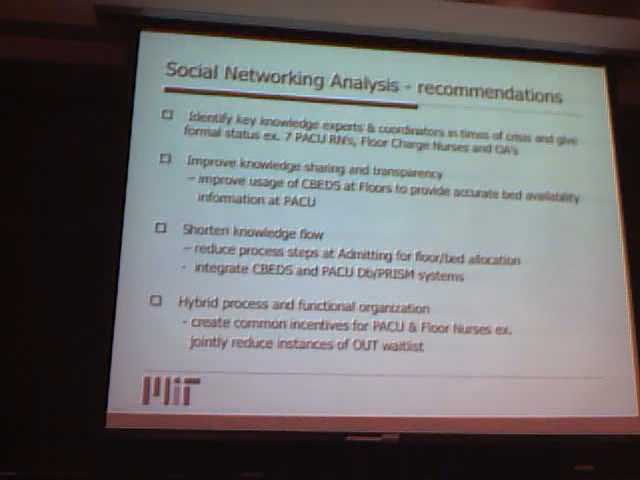 Social Networking Analysis - recommendations
Identify key knowledge experts & coordinators in times of crisis and give
formal status ex. 7 PACU RN's, Floor Charge Nurses and OA's
Improve knowledge sharing and transparency
– improve usage of CBEDS at Floors to provide accurate bed availability
information at PACU
Shorten knowledge flow
– reduce process steps at Admitting for floor/bed allocation
- integrate CBEDS and PACU Db/PRISM systems
Hybrid process and functional organization
- create common incentives for PACU & Floor Nurses ex.
jointly reduce instances of OUT waitlist
MIT